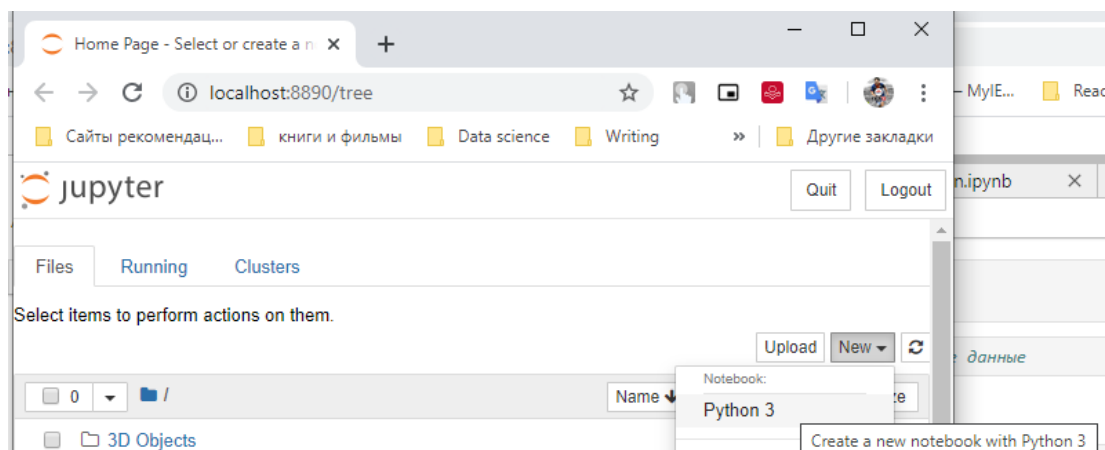 Home Page - Select or create a n
localhost:8890/tree
– MyIE... Read
Сайты рекомендац... книги и фильмы Data science Writing » Другие закладки
jupyter Quit Logout
n.ipynb
Files Running Clusters
Select items to perform actions on them.
Upload New
данные
0 / Name
Notebook:
Python 3
Create a new notebook with Python 3
3D Objects